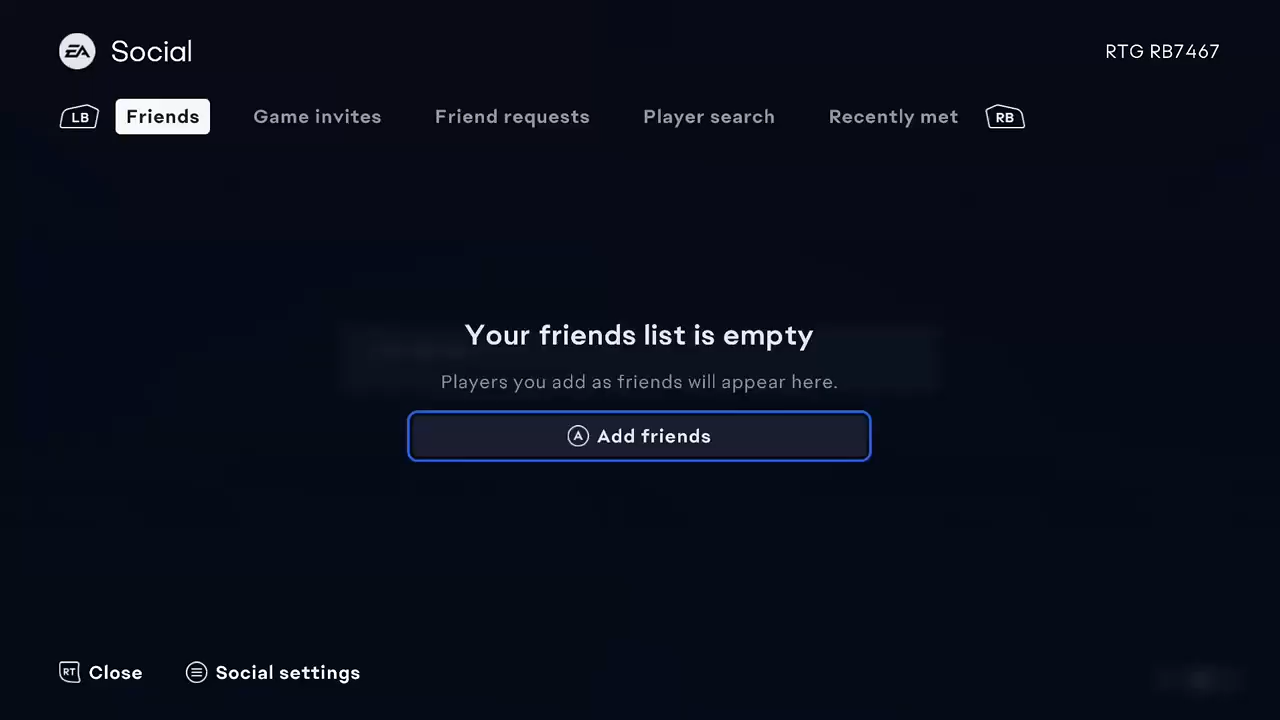 EA Social
RTG RB7467
LB Friends Game invites Friend requests Player search Recently met RB
Your friends list is empty
Players you add as friends will appear here.
A Add friends
RT Close Social settings